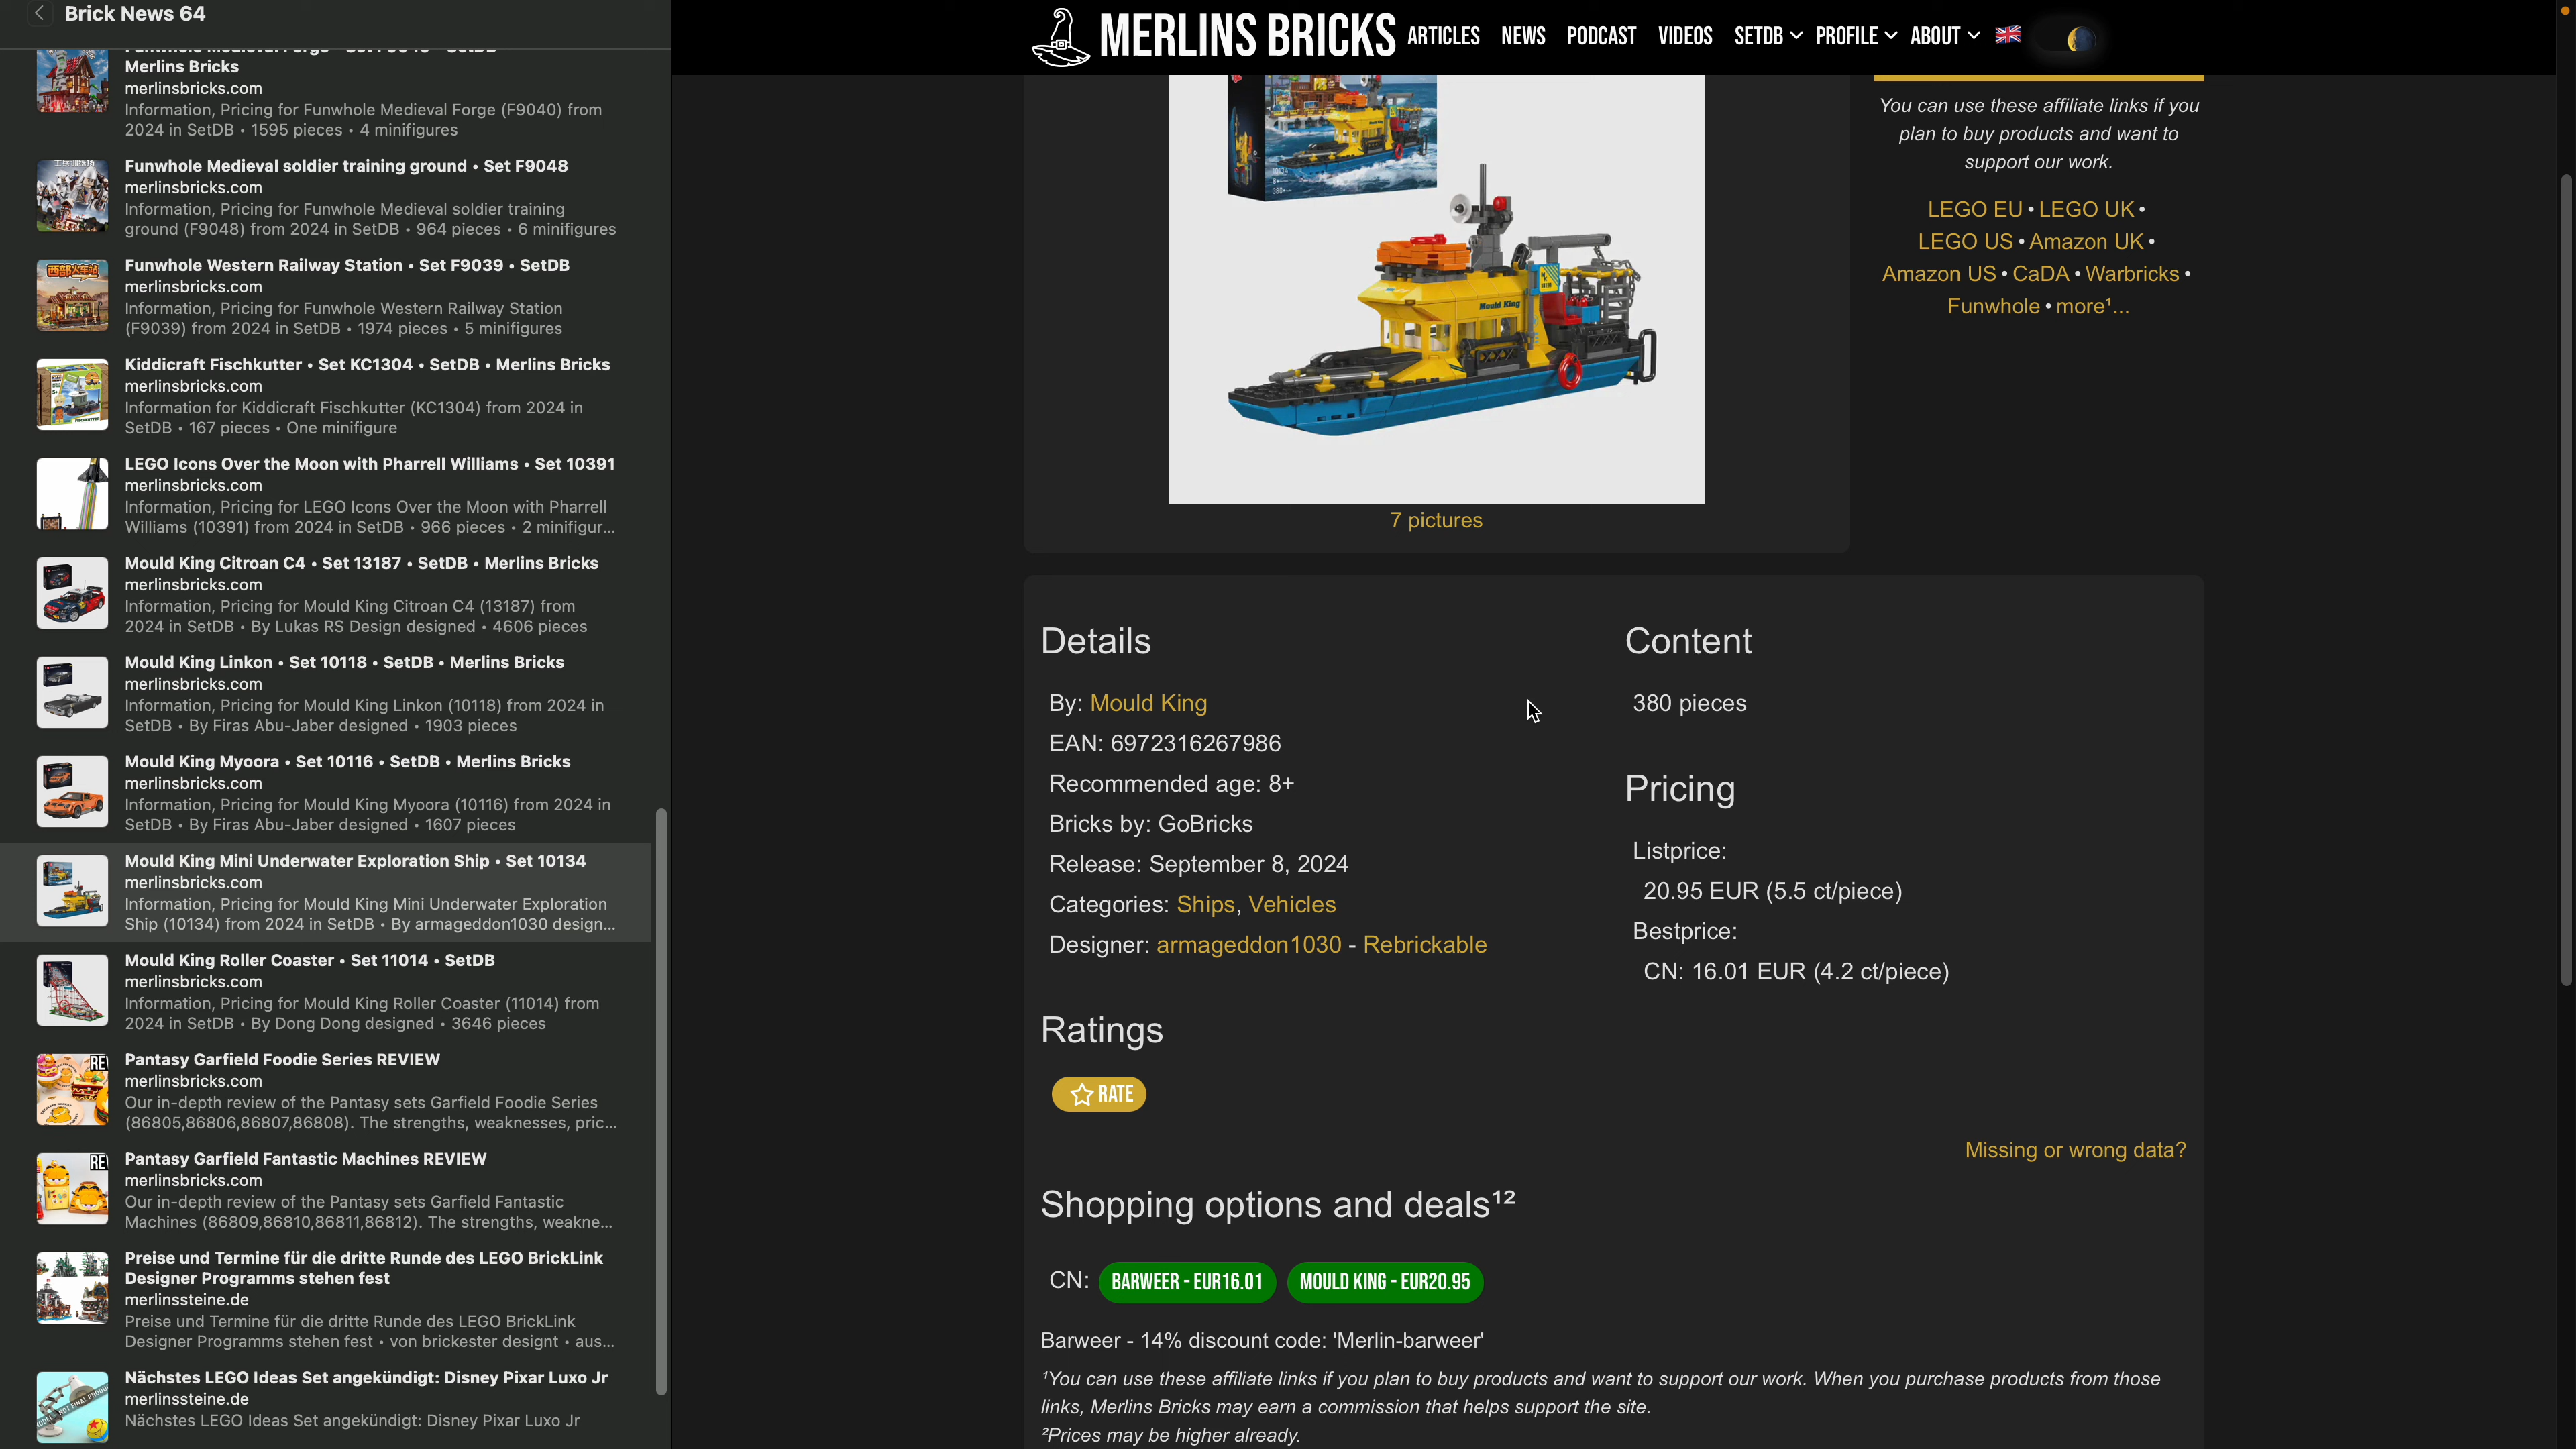 Brick News 64
Merlins Bricks
merlinsbricks.com
Information, Pricing for Funwhole Medieval Forge (F9040) from
2024 in SetDB • 1595 pieces • 4 minifigures
Funwhole Medieval soldier training ground • Set F9048
merlinsbricks.com
Information, Pricing for Funwhole Medieval soldier training
ground (F9048) from 2024 in SetDB • 964 pieces • 6 minifigures
Funwhole Western Railway Station • Set F9039 • SetDB
merlinsbricks.com
Information, Pricing for Funwhole Western Railway Station
(F9039) from 2024 in SetDB • 1974 pieces • 5 minifigures
Kiddicraft Fischkutter • Set KC1304 • SetDB • Merlins Bricks
merlinsbricks.com
Information for Kiddicraft Fischkutter (KC1304) from 2024 in
SetDB • 167 pieces • One minifigure
LEGO Icons Over the Moon with Pharrell Williams • Set 10391
merlinsbricks.com
Information, Pricing for LEGO Icons Over the Moon with Pharrell
Williams (10391) from 2024 in SetDB • 966 pieces • 2 minifigur...
Mould King Citroan C4 • Set 13187 • SetDB • Merlins Bricks
merlinsbricks.com
Information, Pricing for Mould King Citroan C4 (13187) from
2024 in SetDB • By Lukas RS Design designed • 4606 pieces
Mould King Linkon • Set 10118 • SetDB • Merlins Bricks
merlinsbricks.com
Information, Pricing for Mould King Linkon (10118) from 2024 in
SetDB • By Firas Abu-Jaber designed • 1903 pieces
Mould King Myoora • Set 10116 • SetDB • Merlins Bricks
merlinsbricks.com
Information, Pricing for Mould King Myoora (10116) from 2024 in
SetDB • By Firas Abu-Jaber designed • 1607 pieces
Mould King Mini Underwater Exploration Ship • Set 10134
merlinsbricks.com
Information, Pricing for Mould King Mini Underwater Exploration
Ship (10134) from 2024 in SetDB • By armageddon1030 design...
Mould King Roller Coaster • Set 11014 • SetDB
merlinsbricks.com
Information, Pricing for Mould King Roller Coaster (11014) from
2024 in SetDB • By Dong Dong designed • 3646 pieces
Pantasy Garfield Foodie Series REVIEW
merlinsbricks.com
Our in-depth review of the Pantasy sets Garfield Foodie Series
(86805,86806,86807,86808). The strengths, weaknesses, pric...
Pantasy Garfield Fantastic Machines REVIEW
merlinsbricks.com
Our in-depth review of the Pantasy sets Garfield Fantastic
Machines (86809,86810,86811,86812). The strengths, weakne...
Preise und Termine für die dritte Runde des LEGO BrickLink
Designer Programms stehen fest
merlinssteine.de
Preise und Termine für die dritte Runde des LEGO BrickLink
Designer Programms stehen fest • von brickester designt • aus...
Nächstes LEGO Ideas Set angekündigt: Disney Pixar Luxo Jr
merlinssteine.de
Nächstes LEGO Ideas Set angekündigt: Disney Pixar Luxo Jr
MERLINS BRICKS ARTICLES NEWS PODCAST VIDEOS SETDB PROFILE ABOUT
Mould King
7 pictures
You can use these affiliate links if you
plan to buy products and want to
support our work.
LEGO EU • LEGO UK •
LEGO US • Amazon UK •
Amazon US • CaDA • Warbricks •
Funwhole • more¹...
Details
By: Mould King
EAN: 6972316267986
Recommended age: 8+
Bricks by: GoBricks
Release: September 8, 2024
Categories: Ships, Vehicles
Designer: armageddon1030 - Rebrickable
Content
380 pieces
Pricing
Listprice:
20.95 EUR (5.5 ct/piece)
Bestprice:
CN: 16.01 EUR (4.2 ct/piece)
Ratings
RATE
Missing or wrong data?
Shopping options and deals¹²
CN: BARWEER - EUR16.01 MOULD KING - EUR20.95
Barweer - 14% discount code: 'Merlin-barweer'
¹You can use these affiliate links if you plan to buy products and want to support our work. When you purchase products from those
links, Merlins Bricks may earn a commission that helps support the site.
²Prices may be higher already.